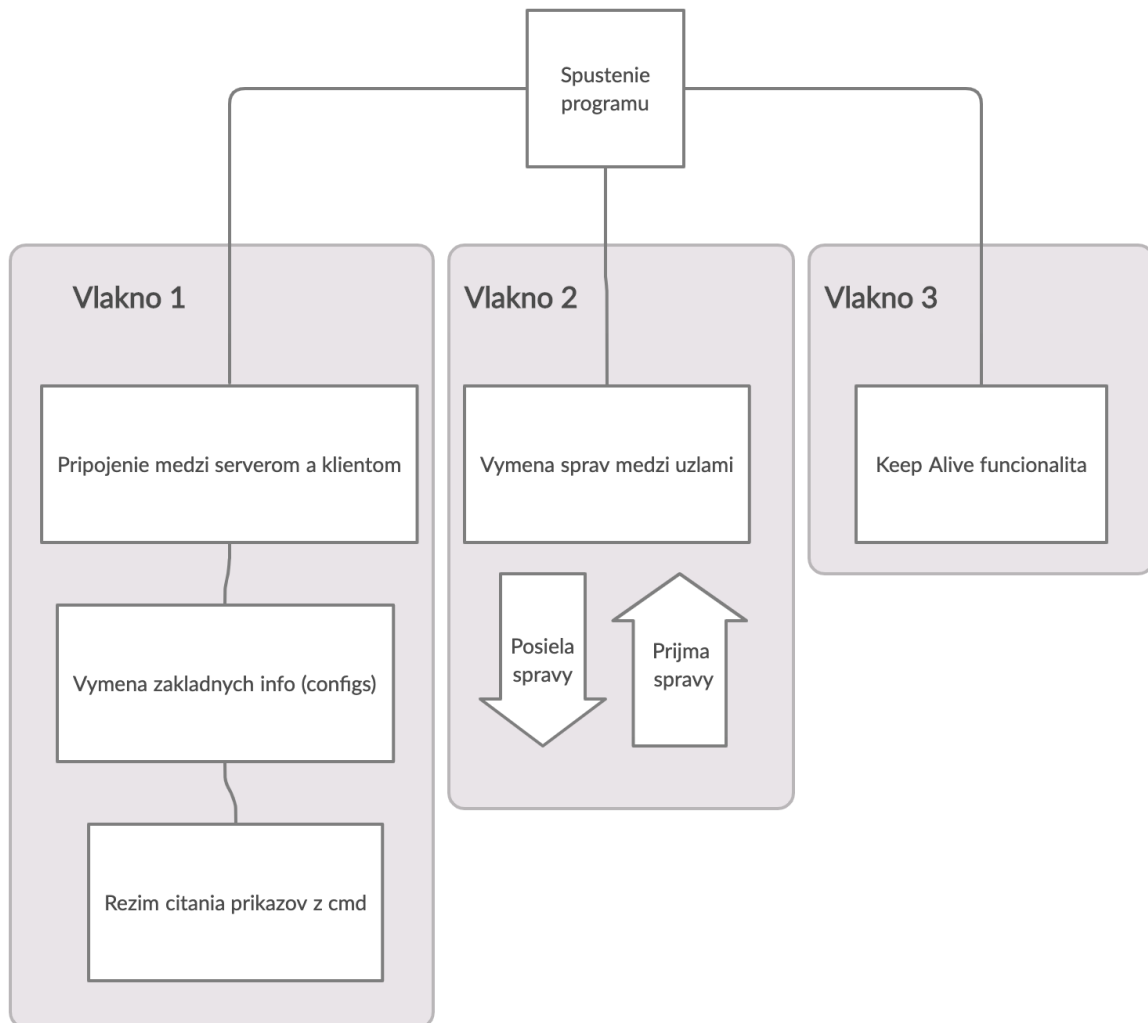 Spustenie
programu
Vlakno 1
Pripojenie medzi serverom a klientom
Vymena zakladnych info (configs)
Rezim citania prikazov z cmd
Vlakno 2
Vymena sprav medzi uzlami
Posiela
spravy
Prijma
spravy
Vlakno 3
Keep Alive funcionalita